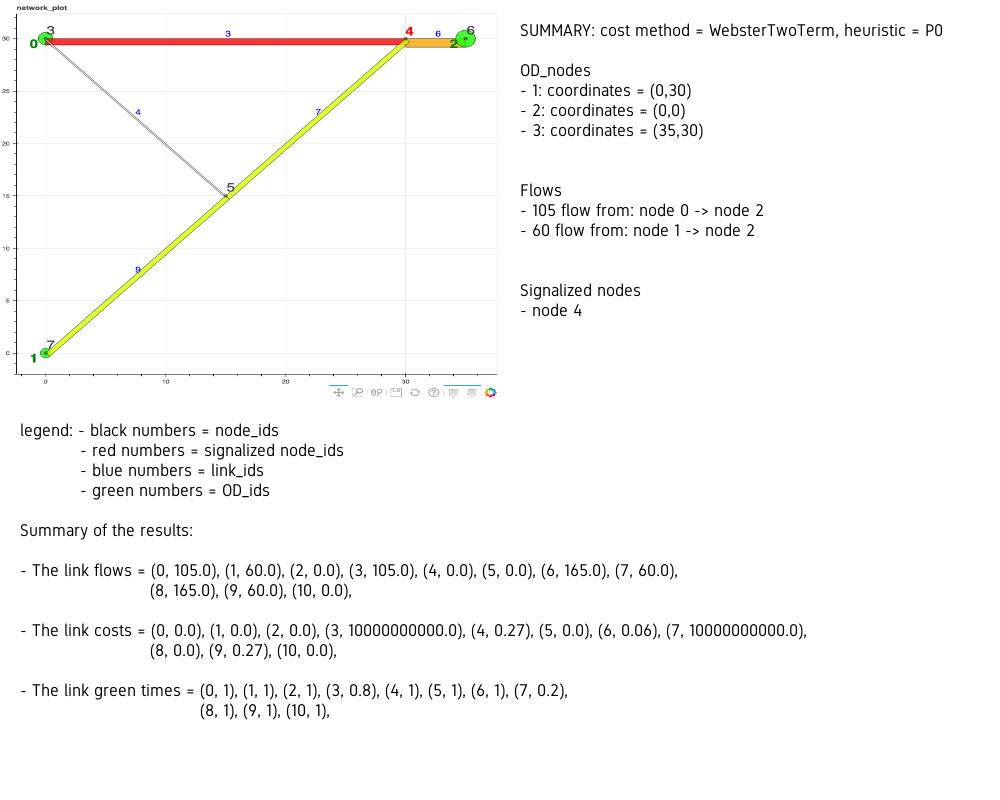 network_plot
3
3
4
6
6
0
2
30
25
4
7
20
5
15
10
9
5
7
0
1
0
10
20
30
SUMMARY: cost method = WebsterTwoTerm, heuristic = P0
OD_nodes
- 1: coordinates = (0,30)
- 2: coordinates = (0,0)
- 3: coordinates = (35,30)
Flows
- 105 flow from: node 0 -> node 2
- 60 flow from: node 1 -> node 2
Signalized nodes
- node 4
legend: - black numbers = node_ids
- red numbers = signalized node_ids
- blue numbers = link_ids
- green numbers = OD_ids
Summary of the results:
- The link flows = (0, 105.0), (1, 60.0), (2, 0.0), (3, 105.0), (4, 0.0), (5, 0.0), (6, 165.0), (7, 60.0),
(8, 165.0), (9, 60.0), (10, 0.0),
- The link costs = (0, 0.0), (1, 0.0), (2, 0.0), (3, 10000000000.0), (4, 0.27), (5, 0.0), (6, 0.06), (7, 10000000000.0),
(8, 0.0), (9, 0.27), (10, 0.0),
- The link green times = (0, 1), (1, 1), (2, 1), (3, 0.8), (4, 1), (5, 1), (6, 1), (7, 0.2),
(8, 1), (9, 1), (10, 1),